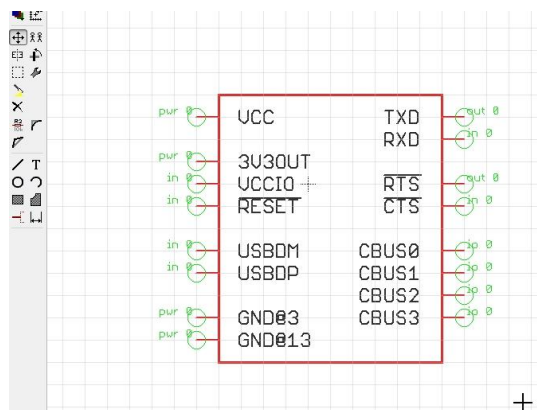 pwr 0 VCC TXD out 0
RXD in 0
pwr 0 3V3OUT
in 0 VCCIO RTS out 0
in 0 RESET CTS in 0
in 0 USBDM CBUS0 io 0
in 0 USBDP CBUS1 io 0
CBUS2 io 0
pwr 0 GND@3 CBUS3 io 0
pwr 0 GND@13